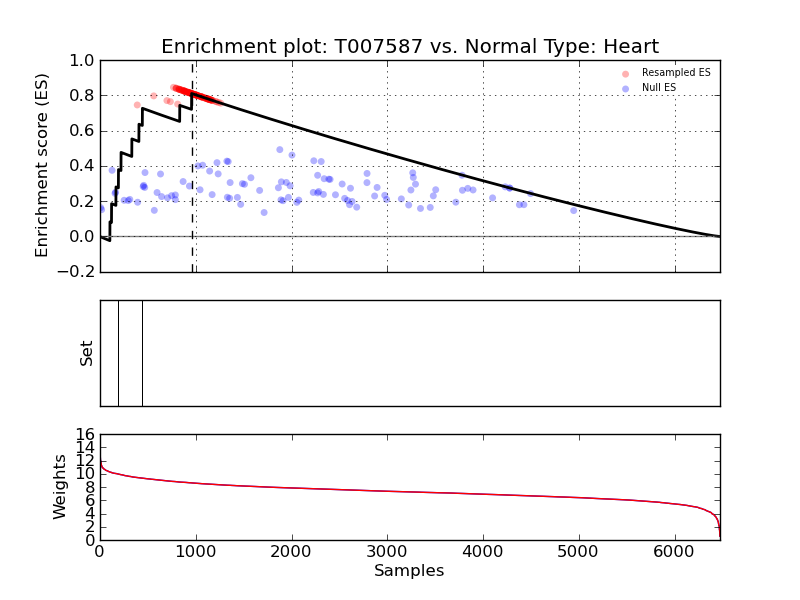 Enrichment plot: T007587 vs. Normal Type: Heart
1.0
0.8
0.6
0.4
0.2
0.0
−0.2
Enrichment score (ES)
Resampled ES
Null ES
Set
16
14
12
10
8
6
4
2
0
Weights
0 1000 2000 3000 4000 5000 6000
Samples